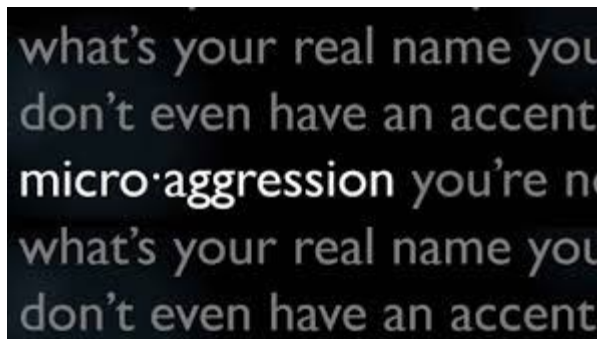 what's your real name
don't even have an accent
micro·aggression you're
what's your real name
don't even have an accent